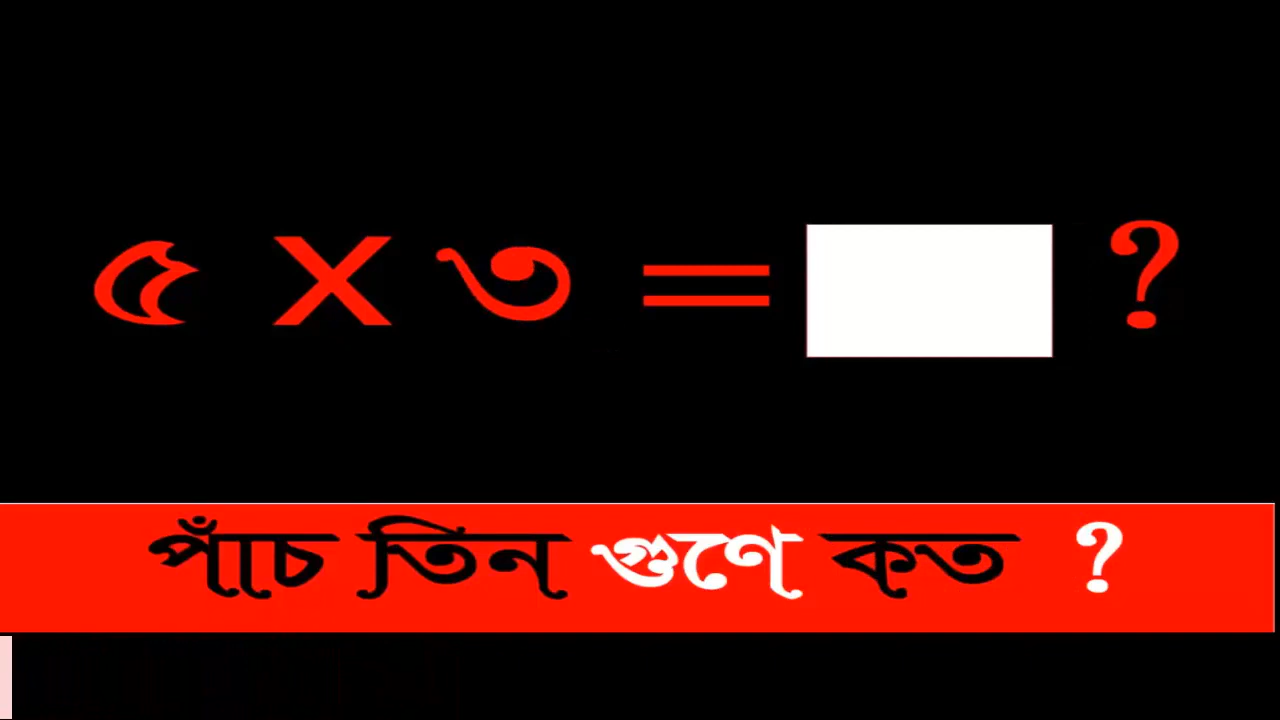 ৫ X ৩ = ?
পাঁচ তিন গুণে কত ?